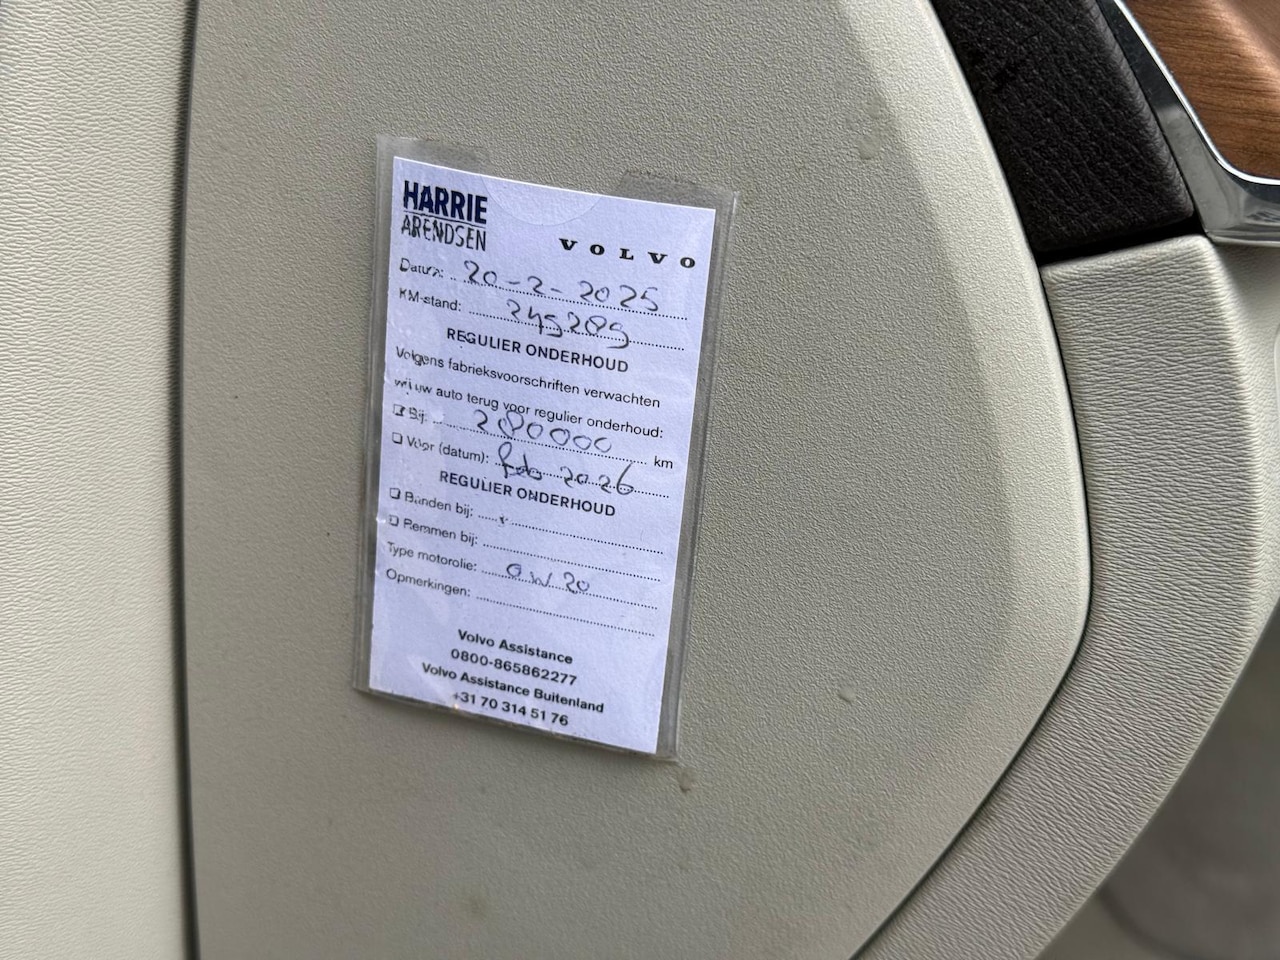 HARRIE
ARENDSEN
VOLVO
Datum: 20-2-2025
KM-stand: 249289
REGULIER ONDERHOUD
Volgens fabrieksvoorschriften verwachten
wij uw auto terug voor regulier onderhoud:
Bij: 280000 km
Voor (datum): feb 2026
REGULIER ONDERHOUD
Banden bij:
Remmen bij:
Type motorolie: 0W20
Opmerkingen:
Volvo Assistance
0800-865862277
Volvo Assistance Buitenland
+31 70 314 51 76